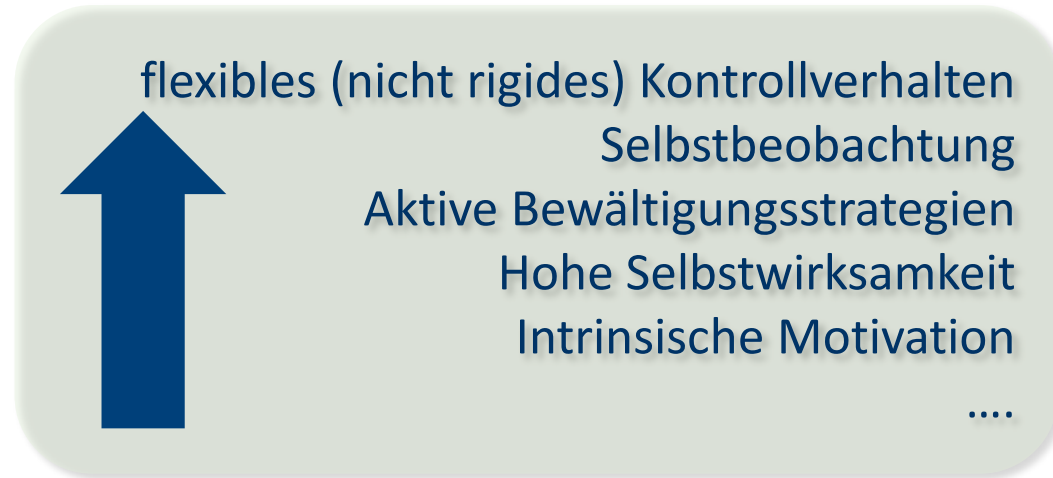 flexibles (nicht rigides) Kontrollverhalten
Selbstbeobachtung
Aktive Bewältigungsstrategien
Hohe Selbstwirksamkeit
Intrinsische Motivation
....